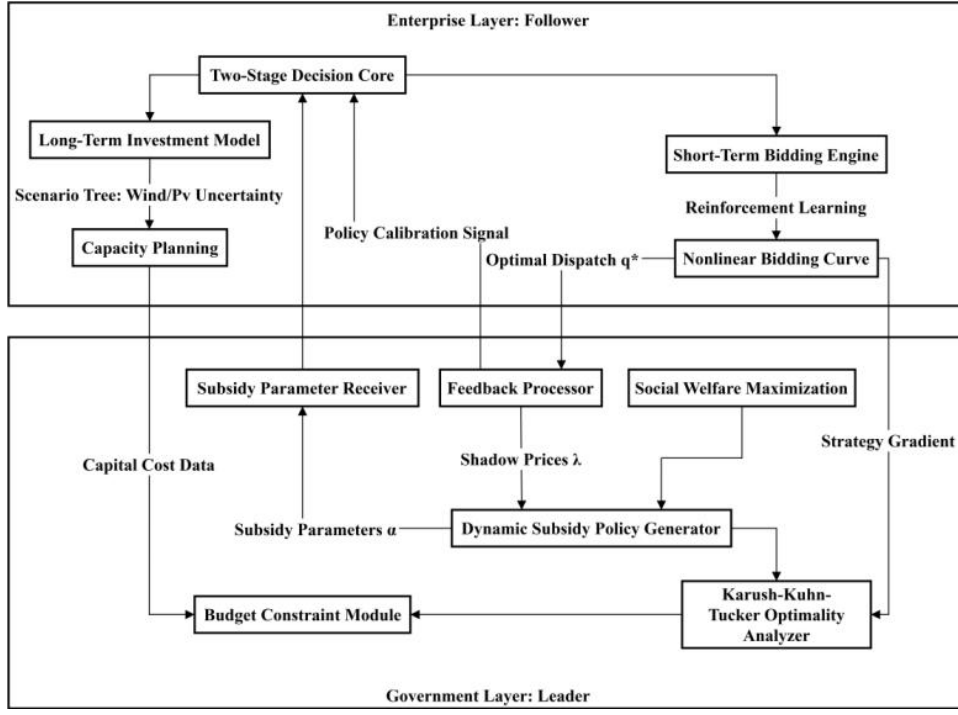 Enterprise Layer: Follower
Two-Stage Decision Core
Long-Term Investment Model
Short-Term Bidding Engine
Scenario Tree: Wind/Pv Uncertainty
Reinforcement Learning
Policy Calibration Signal
Capacity Planning
Optimal Dispatch q*
Nonlinear Bidding Curve
Subsidy Parameter Receiver
Feedback Processor
Social Welfare Maximization
Strategy Gradient
Capital Cost Data
Shadow Prices λ
Subsidy Parameters α
Dynamic Subsidy Policy Generator
Budget Constraint Module
Karush-Kuhn-
Tucker Optimality
Analyzer
Government Layer: Leader